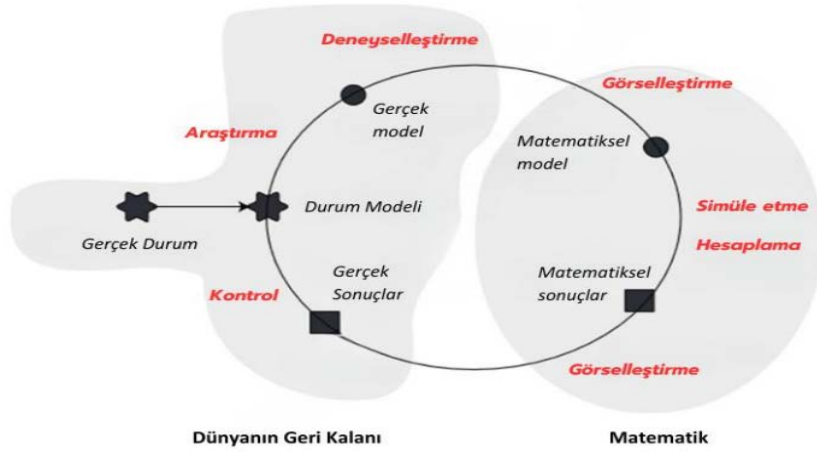 Deneyselleştirme
Görselleştirme
Gerçek
model
Araştırma
Matematiksel
model
Durum Modeli
Simüle etme
Gerçek Durum
Hesaplama
Gerçek
Sonuçlar
Matematiksel
sonuçlar
Kontrol
Görselleştirme
Dünyanın Geri Kalanı
Matematik